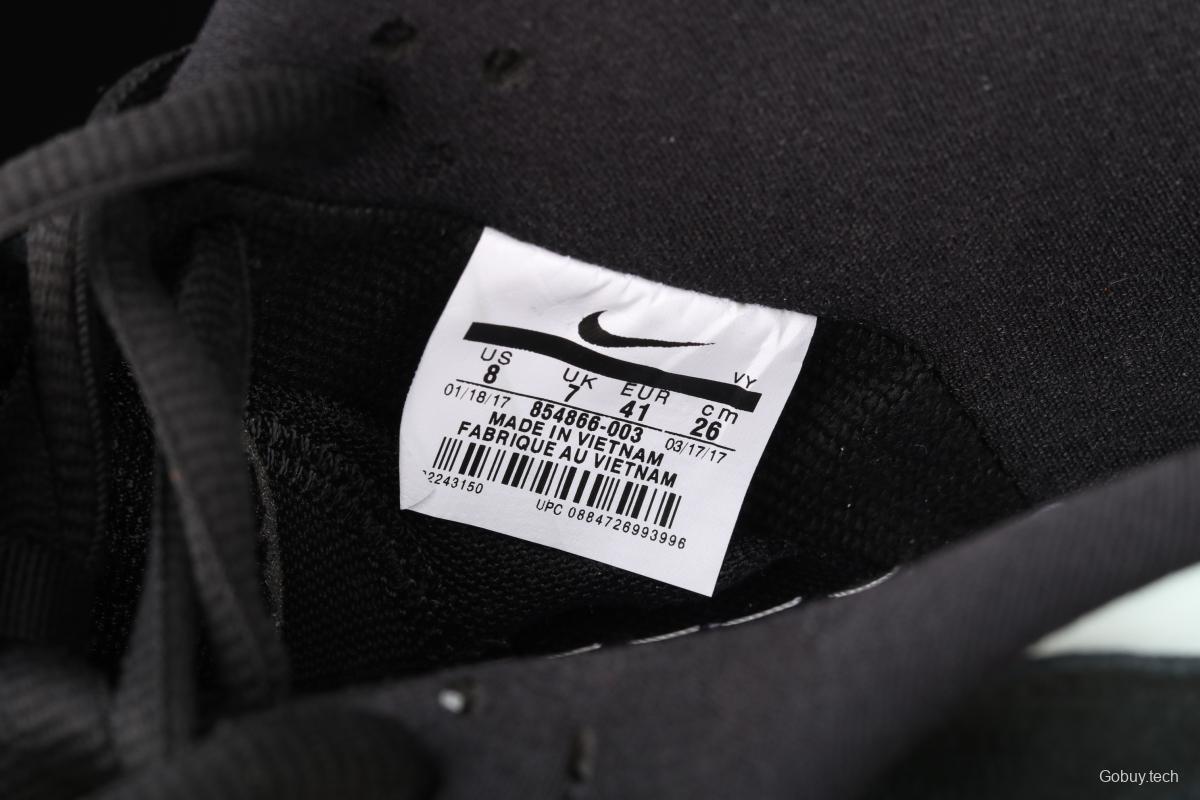 VY
US UK EUR cm
8 7 41 26
01/18/17 854866-003 03/17/17
MADE IN VIETNAM
FABRIQUE AU VIETNAM
2243150
UPC 0884726993996
Gobuy.tech